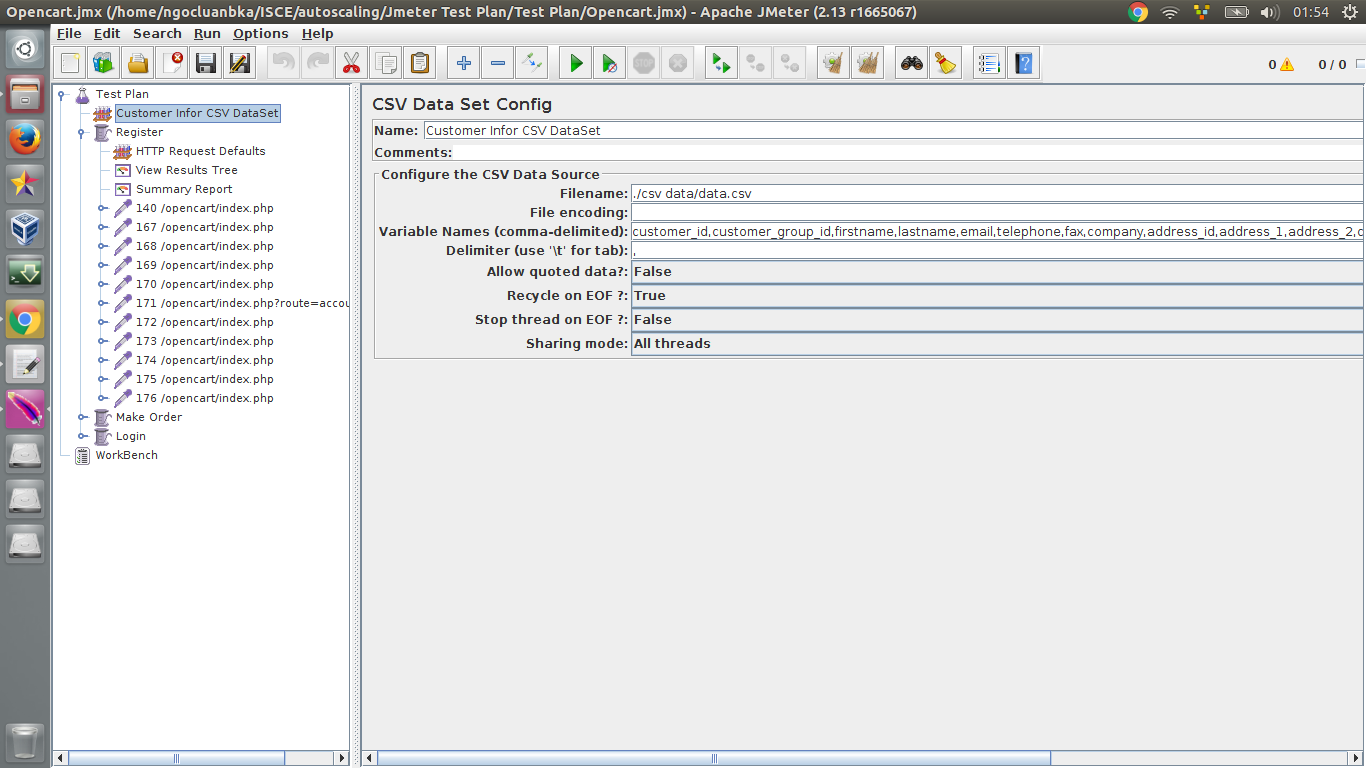 Opencart.jmx (/home/ngocluanbka/ISCE/autoscaling/Jmeter Test Plan/Test Plan/Opencart.jmx) - Apache JMeter (2.13 r1665067) 01:54
File Edit Search Run Options Help
STOP 0 0 / 0
Test Plan
Customer Infor CSV DataSet
Register
HTTP Request Defaults
View Results Tree
Summary Report
140 /opencart/index.php
167 /opencart/index.php
168 /opencart/index.php
169 /opencart/index.php
170 /opencart/index.php
171 /opencart/index.php?route=accou
172 /opencart/index.php
173 /opencart/index.php
174 /opencart/index.php
175 /opencart/index.php
176 /opencart/index.php
Make Order
Login
WorkBench
CSV Data Set Config
Name: Customer Infor CSV DataSet
Comments:
Configure the CSV Data Source
Filename: ./csv data/data.csv
File encoding:
Variable Names (comma-delimited): customer_id,customer_group_id,firstname,lastname,email,telephone,fax,company,address_id,address_1,address_2,c
Delimiter (use '\t' for tab): ,
Allow quoted data?: False
Recycle on EOF ?: True
Stop thread on EOF ?: False
Sharing mode: All threads